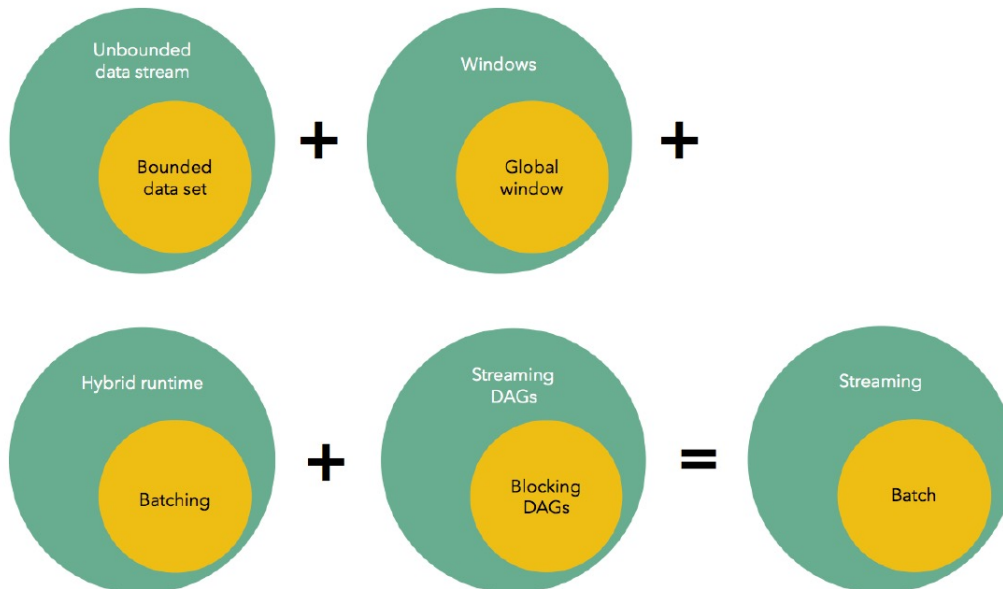 Unbounded
data stream
Bounded
data set
+
Windows
Global
window
+
Hybrid runtime
Batching
+
Streaming
DAGs
Blocking
DAGs
=
Streaming
Batch